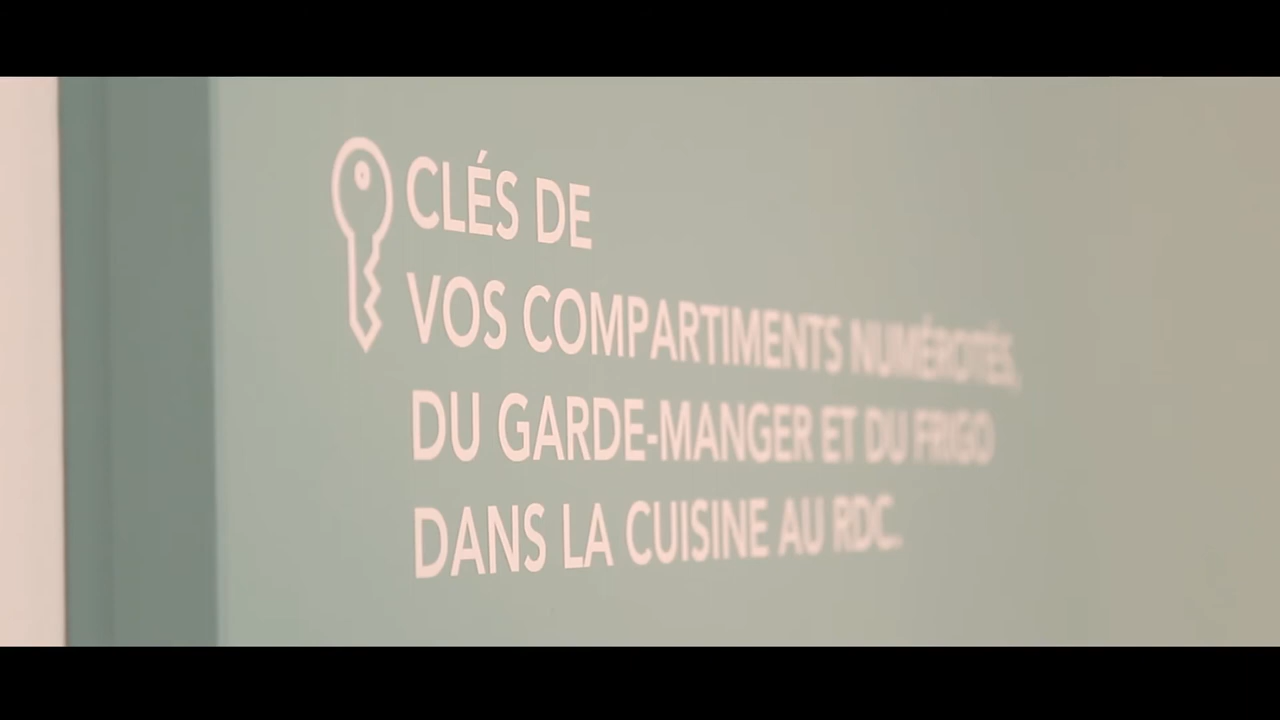 CLÉS DE
VOS COMPARTIMENTS NUMÉROTÉS,
DU GARDE-MANGER ET DU FRIGO
DANS LA CUISINE AU RDC.